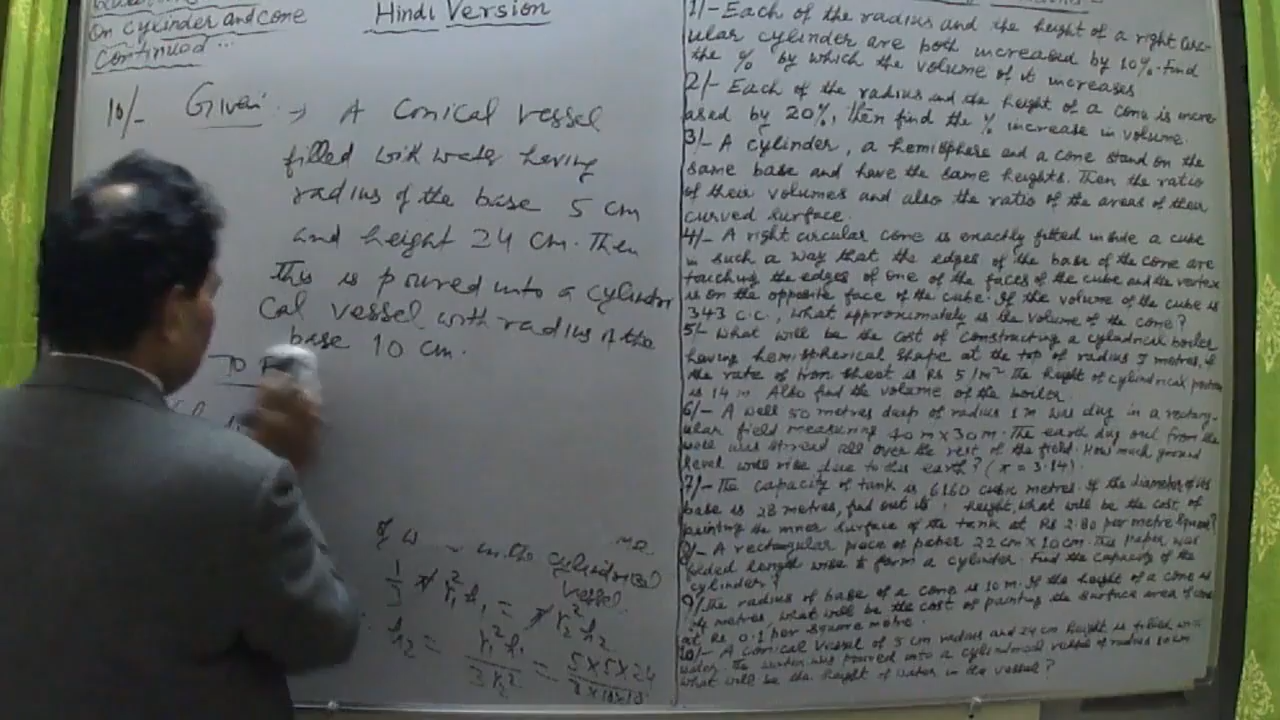 On cylinder and cone
Continued...
Hindi Version
10/- Given: → A Conical vessel
filled with water having
radius of the base 5 cm
and height 24 cm. Then
this is poured into a cylindri
cal vessel with radius of the
base 10 cm.
To F
of w in the cylindrical
vessel.
1/3 π r₁² h₁ = π r₂² h₂
h₂ = r₁² h₁ / 3 r₂² = 5×5×24 / 3×10×10
1/- Each of the radius and the height of a right circ-
ular cylinder are both increased by 10%. Find
the % by which the volume of it increases
2/- Each of the radius and the height of a cone is incre
ased by 20%, Then find the % increase in volume.
3/- A cylinder, a hemisphere and a cone stand on the
same base and have the same heights. Then the ratio
of their volumes and also the ratio of the areas of their
curved surface.
4/- A right circular cone is exactly fitted inside a cube
in such a way that the edges of the base of the cone are
touching the edges of one of the faces of the cube and the vertex
is on the opposite face of the cube. If the volume of the cube is
343 c.c., what approximately is the volume of the cone?
5/- What will be the cost of constructing a cylindrical boiler
having hemispherical shape at the top of radius 7 metres, if
the rate of iron sheet is Rs 5/m² The height of cylindrical portion
is 14 m. Also find the volume of the boiler.
6/- A well 50 metres deep of radius 1 m was dug in a rectang-
ular field measuring 40 m × 30 m. The earth dug out from the
well was spread all over the rest of the field. How much ground
level will rise due to this earth? (π = 3.14).
7/- The capacity of tank is 6160 cubic metres. If the diameter of its
base is 28 metres, find out its height, what will be the cost of
painting the inner surface of the tank at Rs 2.80 per metre square?
8/- A rectangular piece of paper 22 cm × 10 cm. The paper was
folded length wise to form a cylinder. Find the capacity of the
cylinder?
9/ The radius of base of a cone is 10 m. If the height of a cone is
24 metres, what will be the cost of painting the surface area of cone
at Rs 0.1 per square metre.
10/- A conical vessel of 5 cm radius and 24 cm height is filled with
water. The water was poured into a cylindrical vessel of radius 10 cm
what will be the height of water in the vessel?